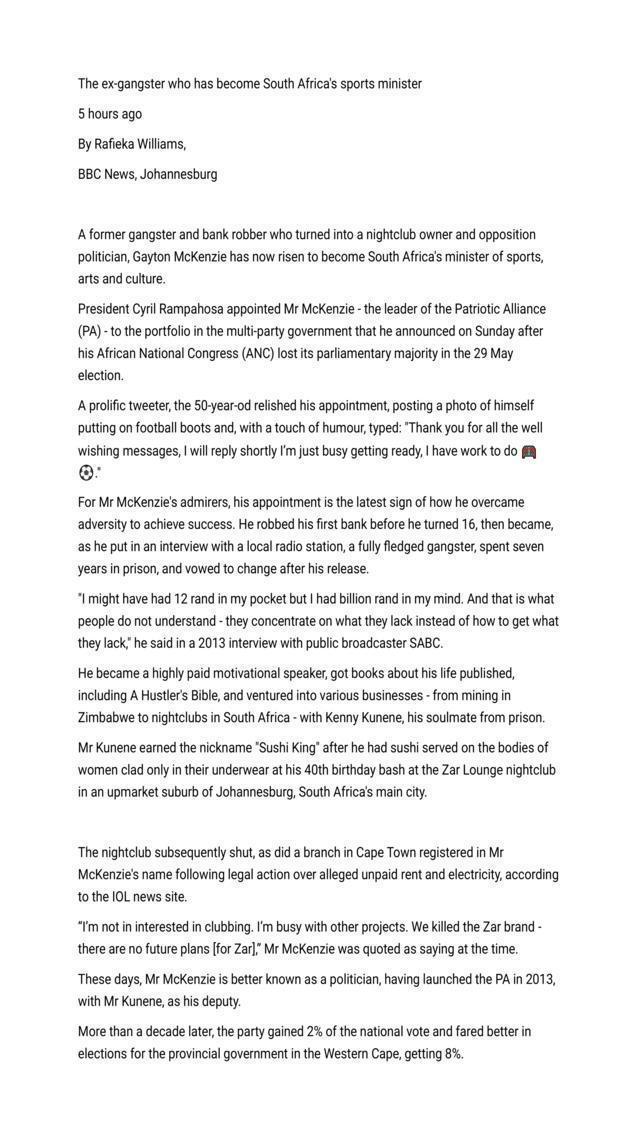 The ex-gangster who has become South Africa's sports minister
5 hours ago
By Rafieka Williams,
BBC News, Johannesburg
A former gangster and bank robber who turned into a nightclub owner and opposition
politician, Gayton McKenzie has now risen to become South Africa's minister of sports,
arts and culture.
President Cyril Rampahosa appointed Mr McKenzie - the leader of the Patriotic Alliance
(PA) - to the portfolio in the multi-party government that he announced on Sunday after
his African National Congress (ANC) lost its parliamentary majority in the 29 May
election.
A prolific tweeter, the 50-year-od relished his appointment, posting a photo of himself
putting on football boots and, with a touch of humour, typed: "Thank you for all the well
wishing messages, I will reply shortly I'm just busy getting ready, I have work to do
⚽."
For Mr McKenzie's admirers, his appointment is the latest sign of how he overcame
adversity to achieve success. He robbed his first bank before he turned 16, then became,
as he put in an interview with a local radio station, a fully fledged gangster, spent seven
years in prison, and vowed to change after his release.
"I might have had 12 rand in my pocket but I had billion rand in my mind. And that is what
people do not understand - they concentrate on what they lack instead of how to get what
they lack," he said in a 2013 interview with public broadcaster SABC.
He became a highly paid motivational speaker, got books about his life published,
including A Hustler's Bible, and ventured into various businesses - from mining in
Zimbabwe to nightclubs in South Africa - with Kenny Kunene, his soulmate from prison.
Mr Kunene earned the nickname "Sushi King" after he had sushi served on the bodies of
women clad only in their underwear at his 40th birthday bash at the Zar Lounge nightclub
in an upmarket suburb of Johannesburg, South Africa's main city.
The nightclub subsequently shut, as did a branch in Cape Town registered in Mr
McKenzie's name following legal action over alleged unpaid rent and electricity, according
to the IOL news site.
“I’m not in interested in clubbing. I’m busy with other projects. We killed the Zar brand -
there are no future plans [for Zar],” Mr McKenzie was quoted as saying at the time.
These days, Mr McKenzie is better known as a politician, having launched the PA in 2013,
with Mr Kunene, as his deputy.
More than a decade later, the party gained 2% of the national vote and fared better in
elections for the provincial government in the Western Cape, getting 8%.